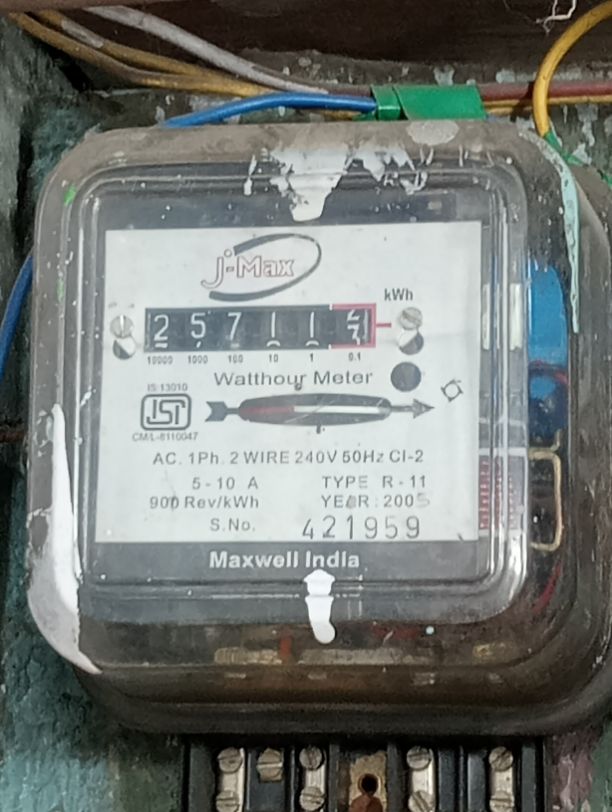 j-Max
kWh
2 5 7 1 1
10000 1000 100 10 1 0.1
Watthour Meter
IS:13010
ISI
CM/L-8110047
AC. 1Ph. 2 WIRE 240V 50Hz Cl-2
5-10 A TYPE R-11
900 Rev/kWh YEAR:2005
S.No. 421959
Maxwell India